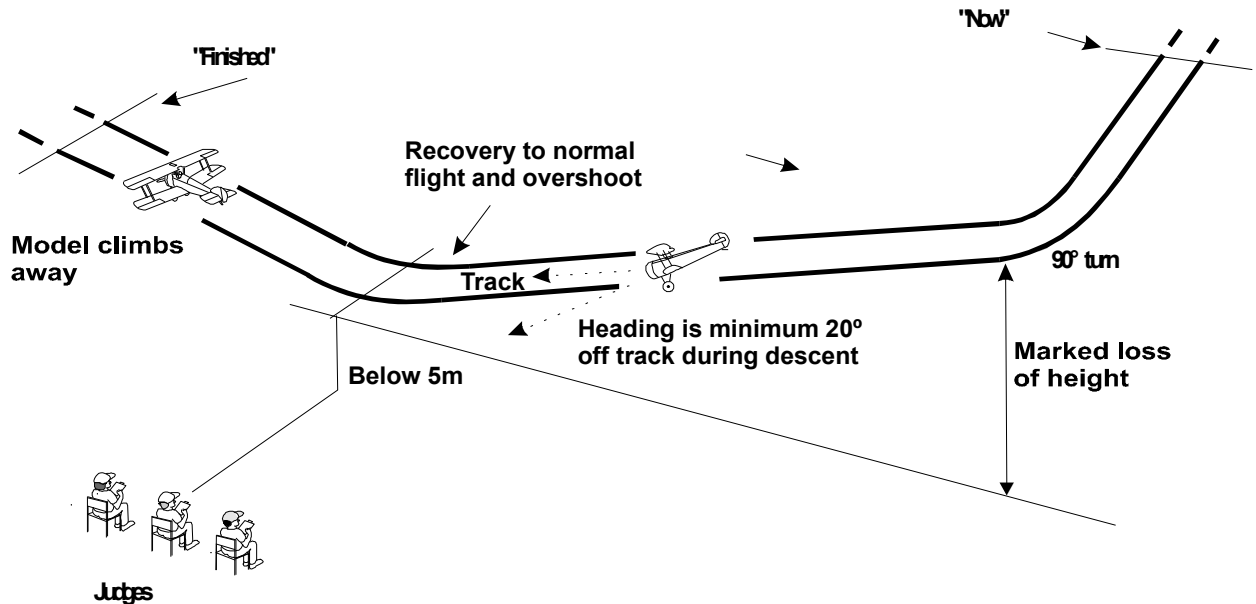 "Now"
"Finished"
Recovery to normal
flight and overshoot
Model climbs
away
90° turn
Track
Heading is minimum 20º
off track during descent
Marked loss
of height
Below 5m
Judges